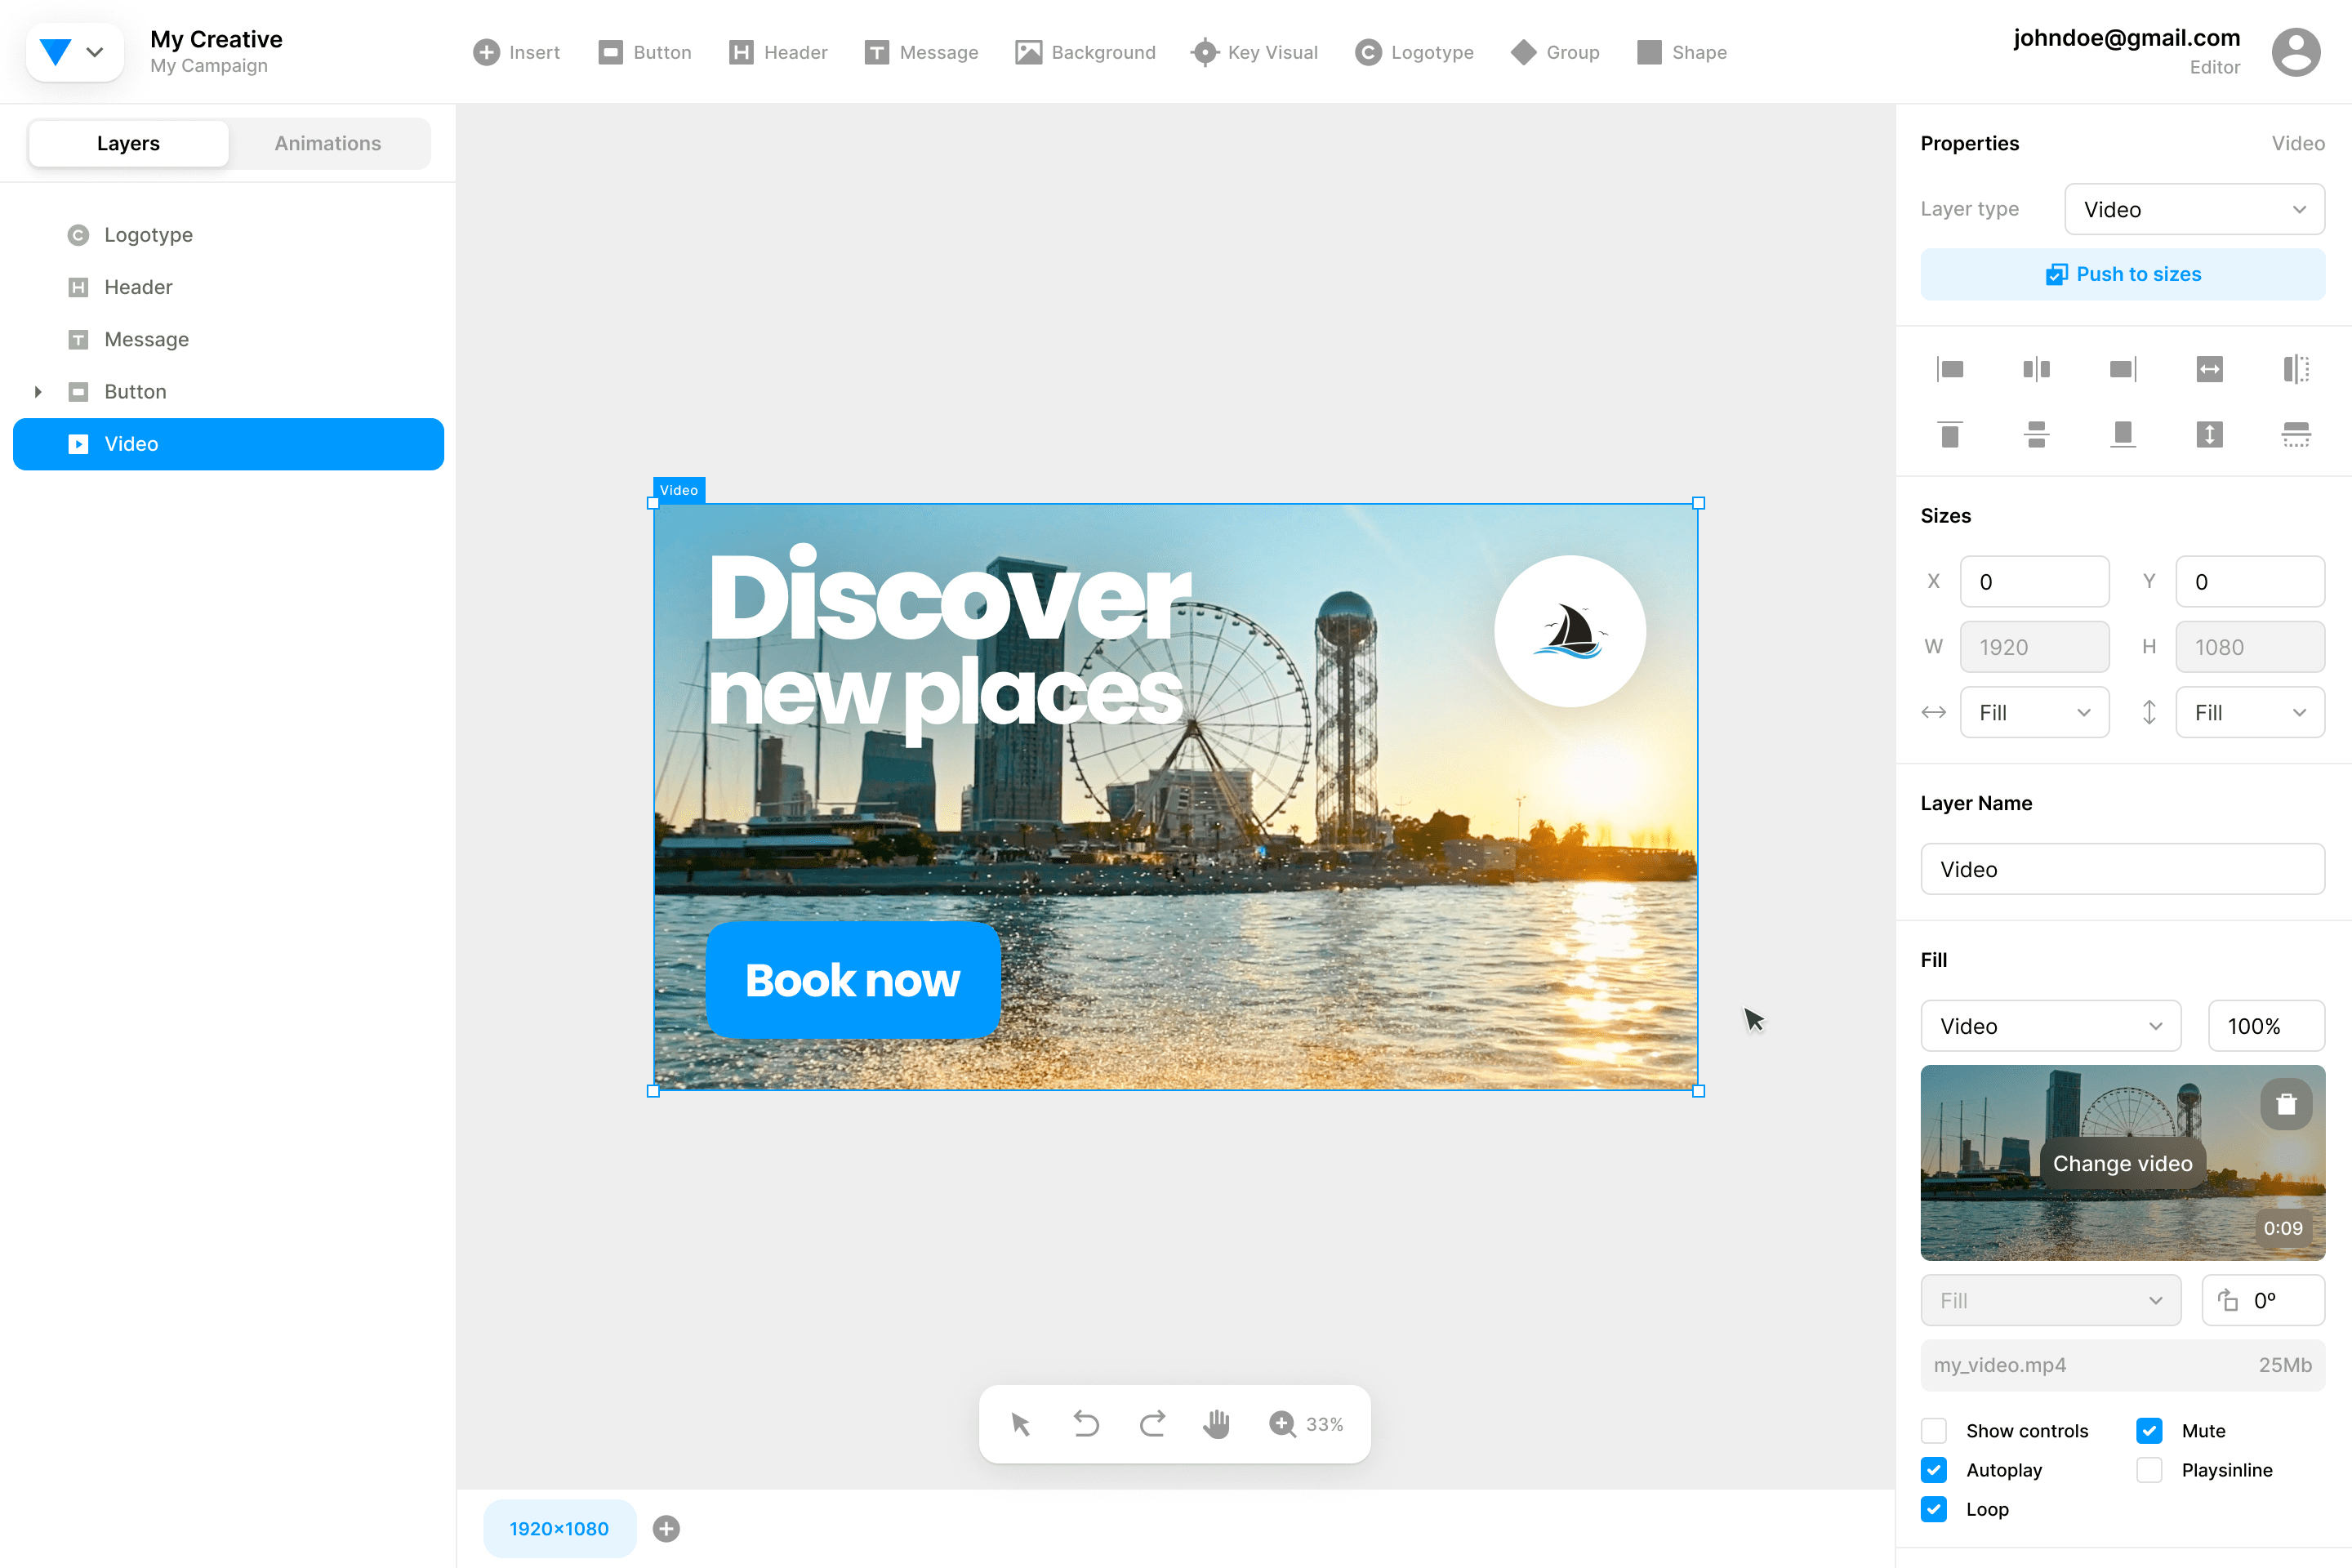 My Creative
My Campaign
Insert
Button
Header
Message
Background
Key Visual
Logotype
Group
Shape
johndoe@gmail.com
Editor
Layers
Animations
Logotype
Header
Message
Button
Video
Video
Discover
new places
Book now
33%
1920×1080
Properties
Video
Layer type
Video
Push to sizes
Sizes
X
0
Y
0
W
1920
H
1080
Fill
Fill
Layer Name
Video
Fill
Video
100%
Change video
0:09
Fill
0º
my_video.mp4
25Mb
Show controls
Mute
Autoplay
Playsinline
Loop